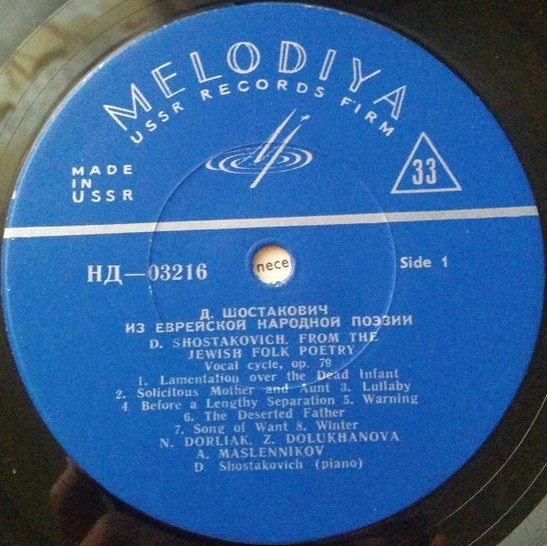 MELODIYA
USSR RECORDS FIRM
MADE
IN
USSR
33
НД—03216
песе
Side 1
Д. ШОСТАКОВИЧ
ИЗ ЕВРЕЙСКОЙ НАРОДНОЙ ПОЭЗИИ
D. SHOSTAKOVICH. FROM THE
JEWISH FOLK POETRY
Vocal cycle, op. 79
1. Lamentation over the Dead Infant
2. Solicitous Mother and Aunt 3. Lullaby
4 Before a Lengthy Separation 5. Warning
6. The Deserted Father
7. Song of Want 8. Winter
N. DORLIAK, Z. DOLUKHANOVA
A. MASLENNIKOV
D. Shostakovich (piano)